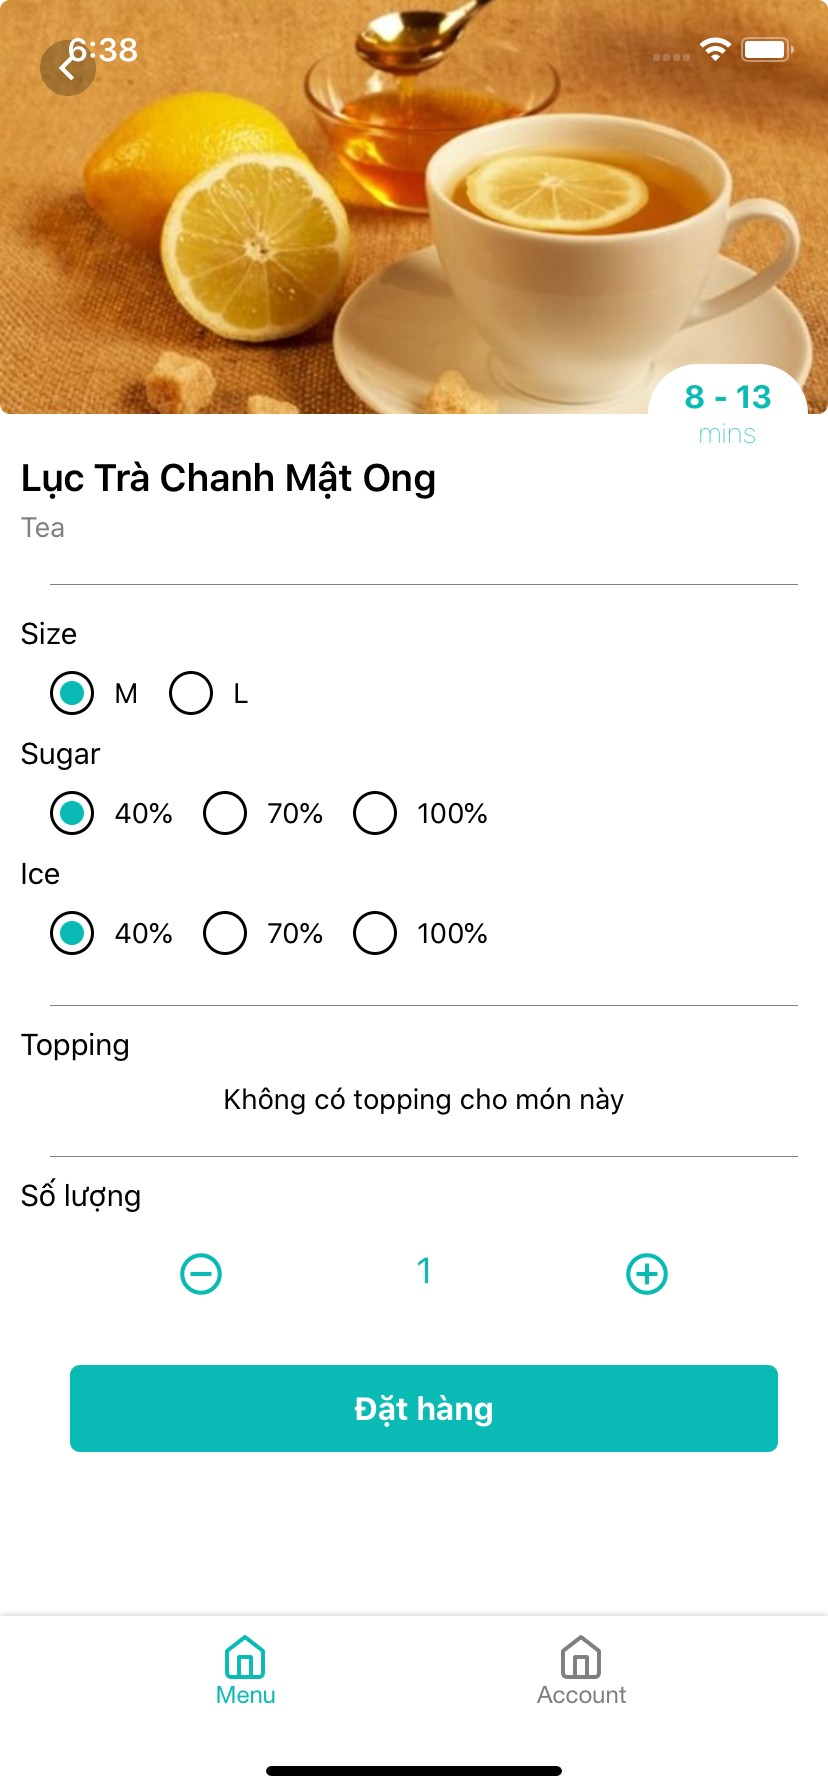 6:38
8 - 13
mins
Lục Trà Chanh Mật Ong
Tea
Size
M L
Sugar
40% 70% 100%
Ice
40% 70% 100%
Topping
Không có topping cho món này
Số lượng
1
Đặt hàng
Menu Account